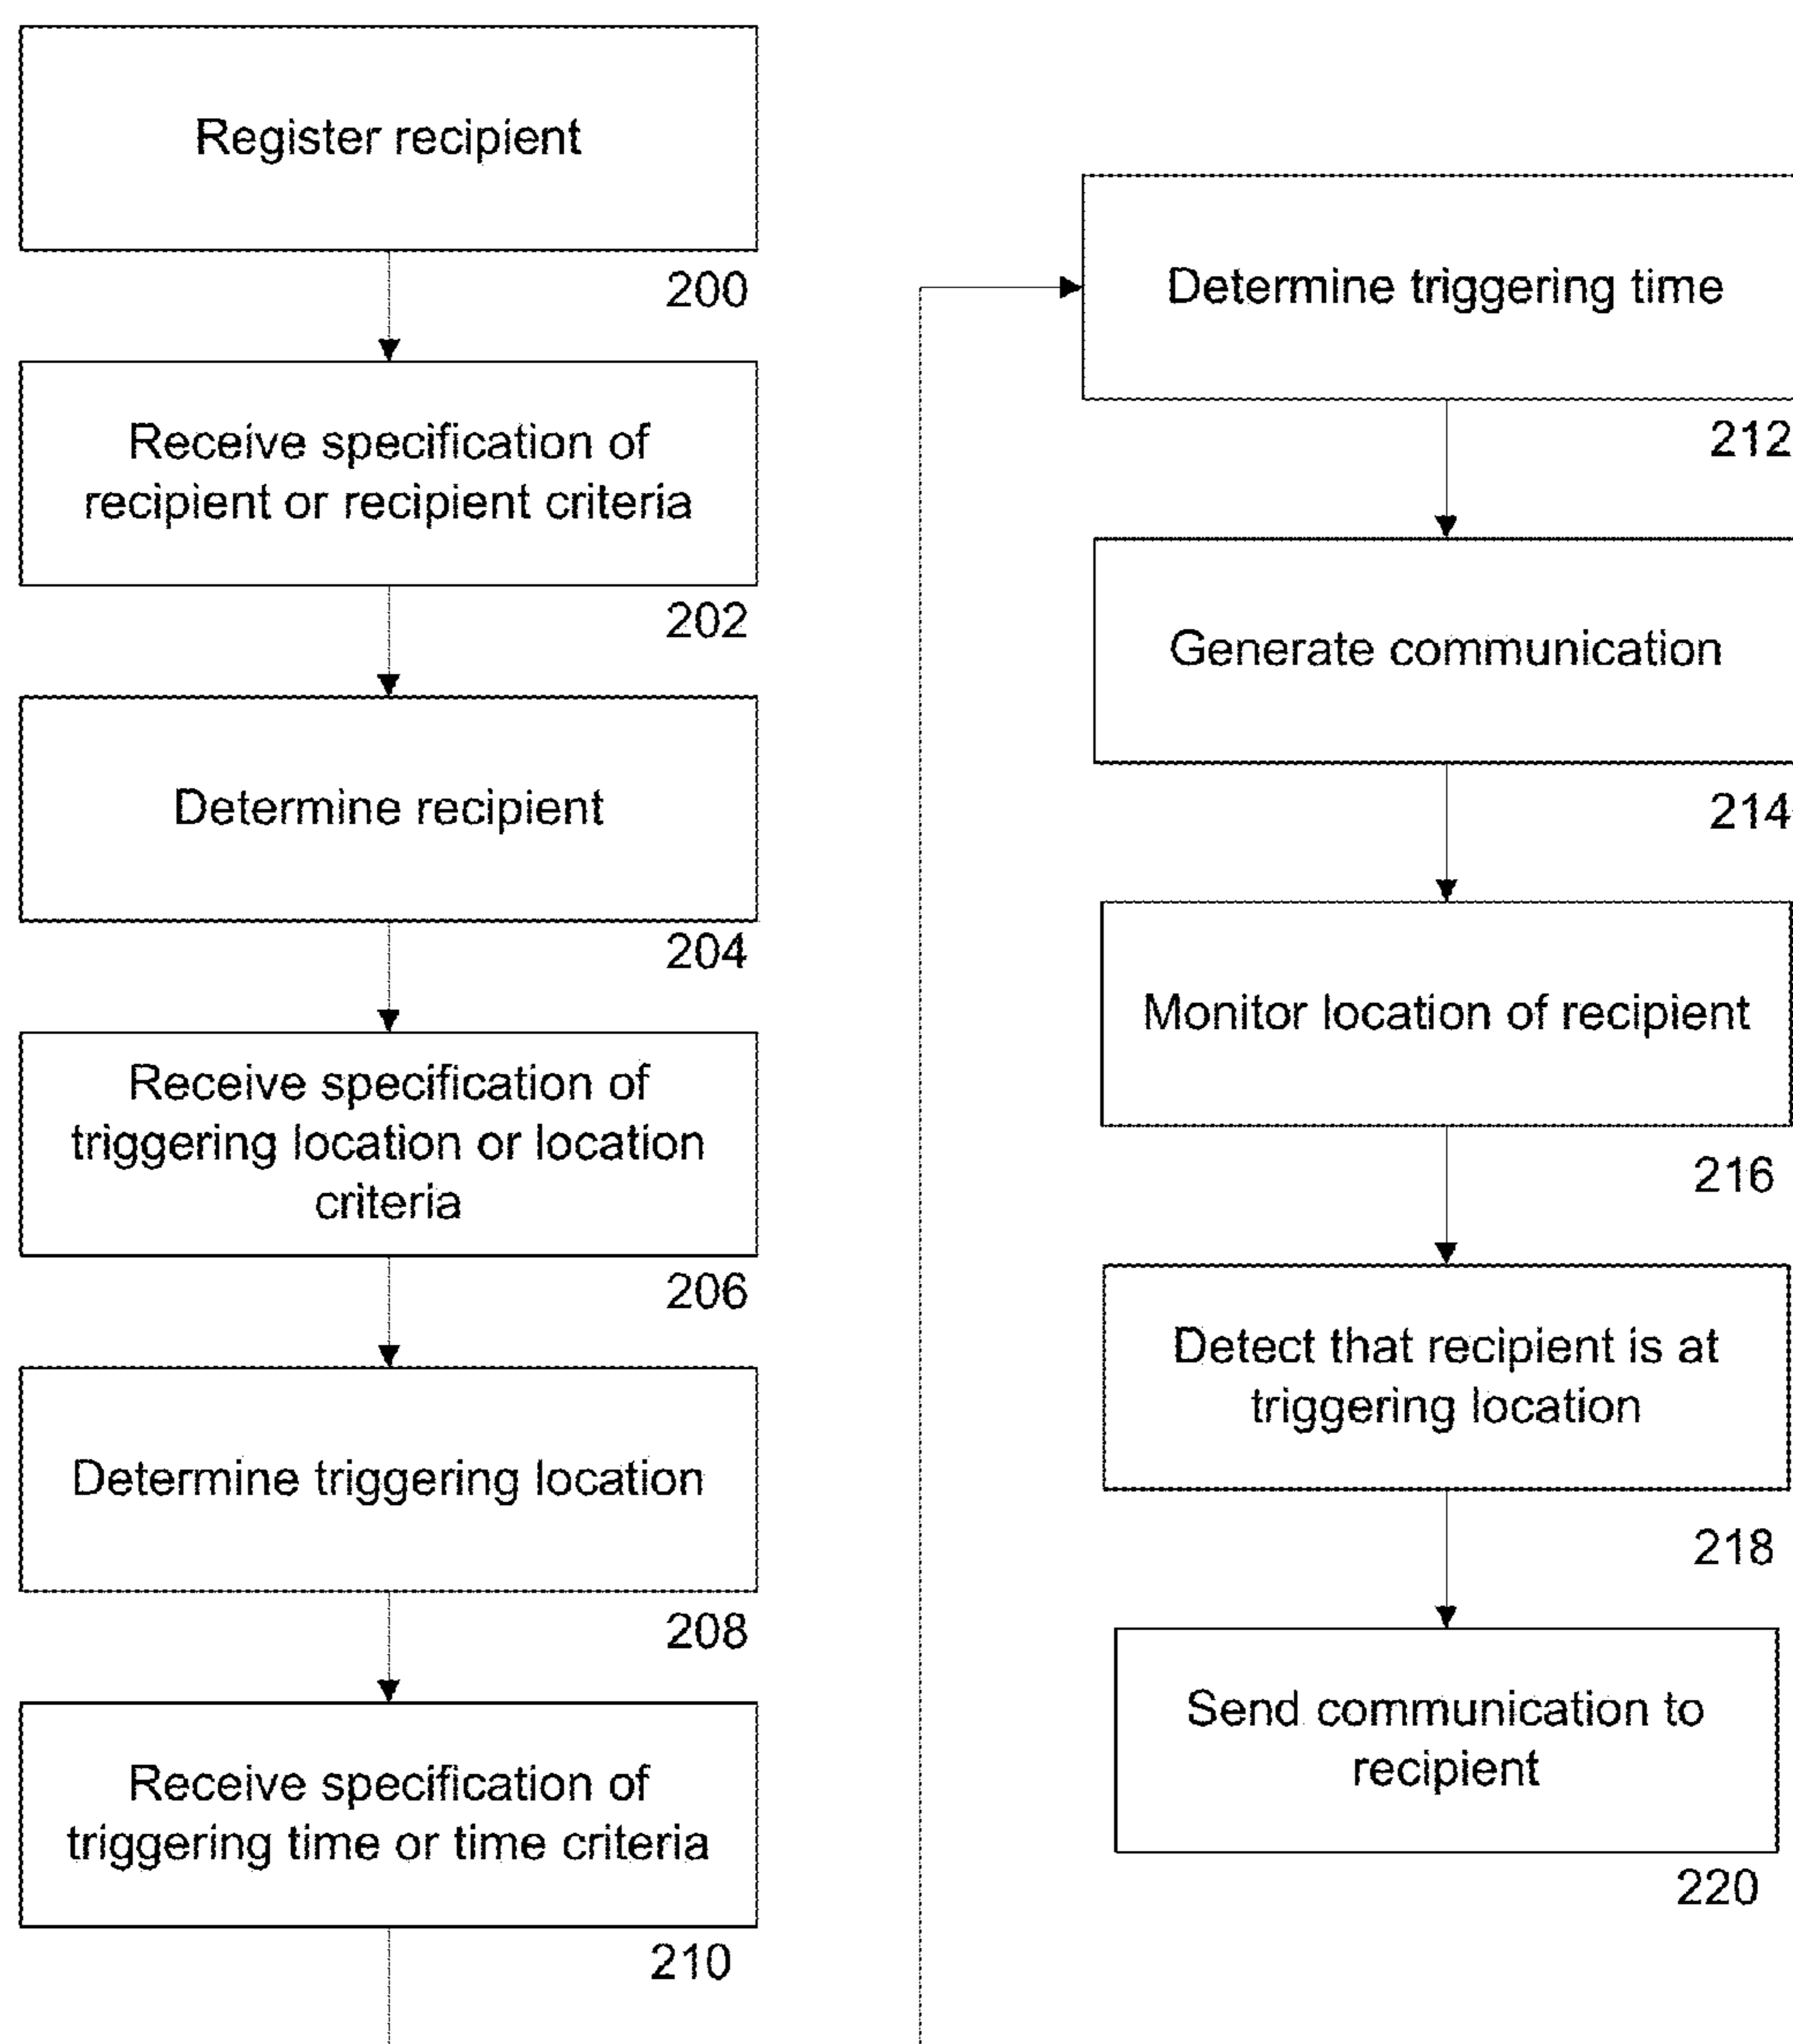 Register recipient
200
Receive specification of
recipient or recipient criteria
202
Determine recipient
204
Receive specification of
triggering location or location
criteria
206
Determine triggering location
208
Receive specification of
triggering time or time criteria
210
Determine triggering time
212
Generate communication
214
Monitor location of recipient
216
Detect that recipient is at
triggering location
218
Send communication to
recipient
220